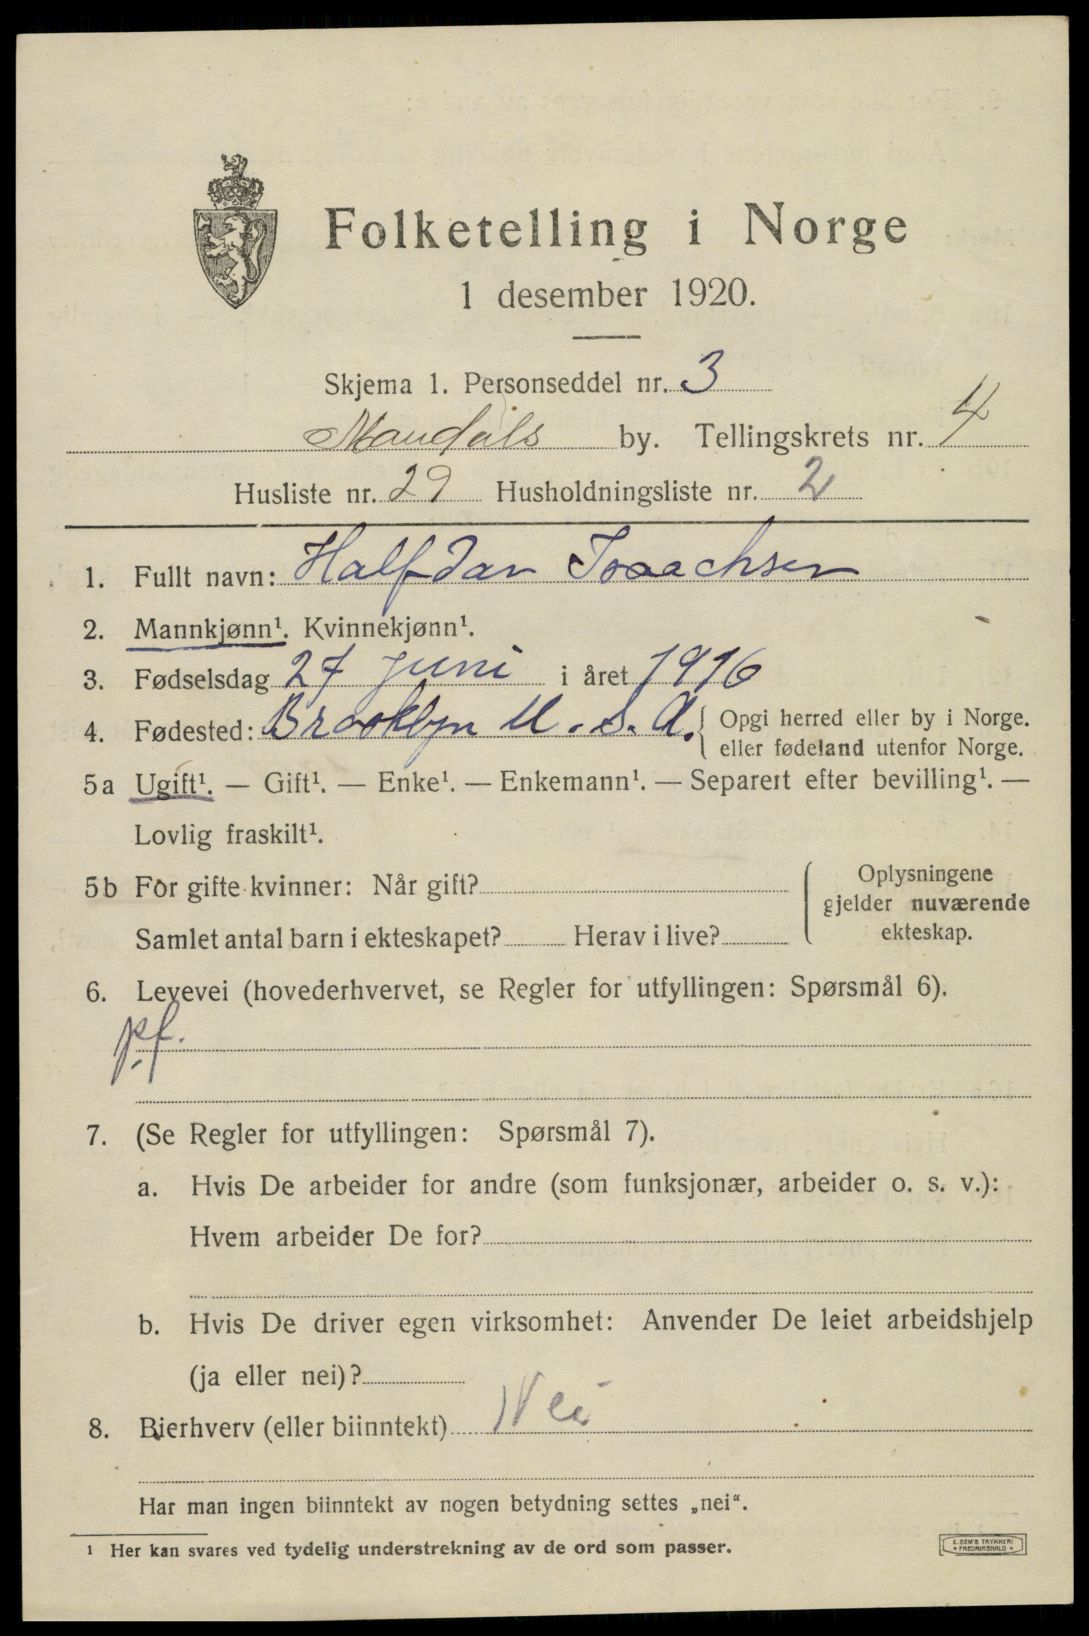 Folketelling i Norge
1 desember 1920.
Skjema 1. Personseddel nr. 3
Mandals by. Tellingskrets nr. 4
Husliste nr. 29 Husholdningsliste nr. 2
1. Fullt navn: Halfdan Isaachsen
2. Mannkjønn¹. Kvinnekjønn¹.
3. Fødselsdag 27 juni i året 1916
4. Fødested: Brooklyn U.S.A. Opgi herred eller by i Norge.
eller fødeland utenfor Norge.
5a Ugift¹. — Gift¹. — Enke¹. — Enkemann¹. — Separert efter bevilling¹. —
Lovlig fraskilt¹.
5b For gifte kvinner: Når gift?
Samlet antal barn i ekteskapet? Herav i live?
Oplysningene
gjelder nuværende
ekteskap.
6. Levevei (hovederhvervet, se Regler for utfyllingen: Spørsmål 6).
p.f.
7. (Se Regler for utfyllingen: Spørsmål 7).
a. Hvis De arbeider for andre (som funksjonær, arbeider o. s. v.):
Hvem arbeider De for?
b. Hvis De driver egen virksomhet: Anvender De leiet arbeidshjelp
(ja eller nei)?
8. Bierhverv (eller biinntekt) Nei
Har man ingen biinntekt av nogen betydning settes „nei“.
¹ Her kan svares ved tydelig understrekning av de ord som passer.
E. SEM'S TRYKKERI
FREDRIKSHALD